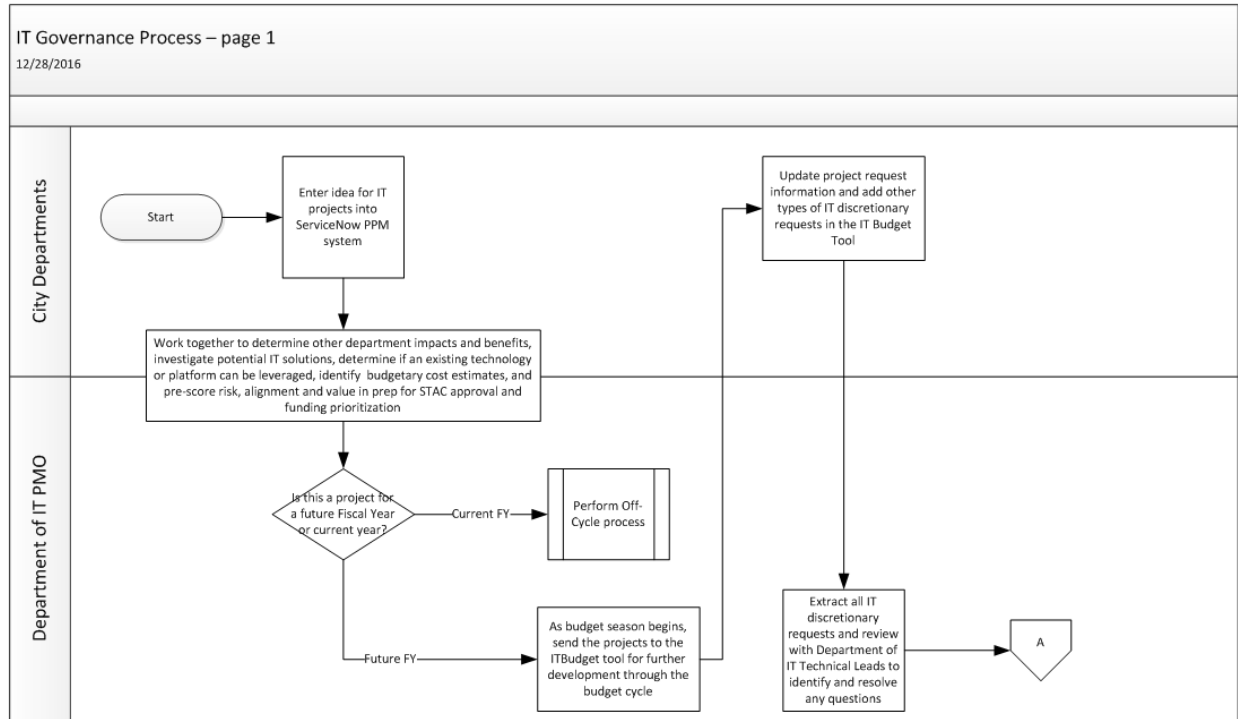 IT Governance Process – page 1
12/28/2016
City Departments
Start
Enter idea for IT
projects into
ServiceNow PPM
system
Update project request
information and add other
types of IT discretionary
requests in the IT Budget
Tool
Work together to determine other department impacts and benefits,
investigate potential IT solutions, determine if an existing technology
or platform can be leveraged, identify budgetary cost estimates, and
pre-score risk, alignment and value in prep for STAC approval and
funding prioritization
Department of IT PMO
Is this a project for
a future Fiscal Year
or current year?
Current FY
Perform Off-
Cycle process
Future FY
As budget season begins,
send the projects to the
ITBudget tool for further
development through the
budget cycle
Extract all IT
discretionary
requests and review
with Department of
IT Technical Leads to
identify and resolve
any questions
A